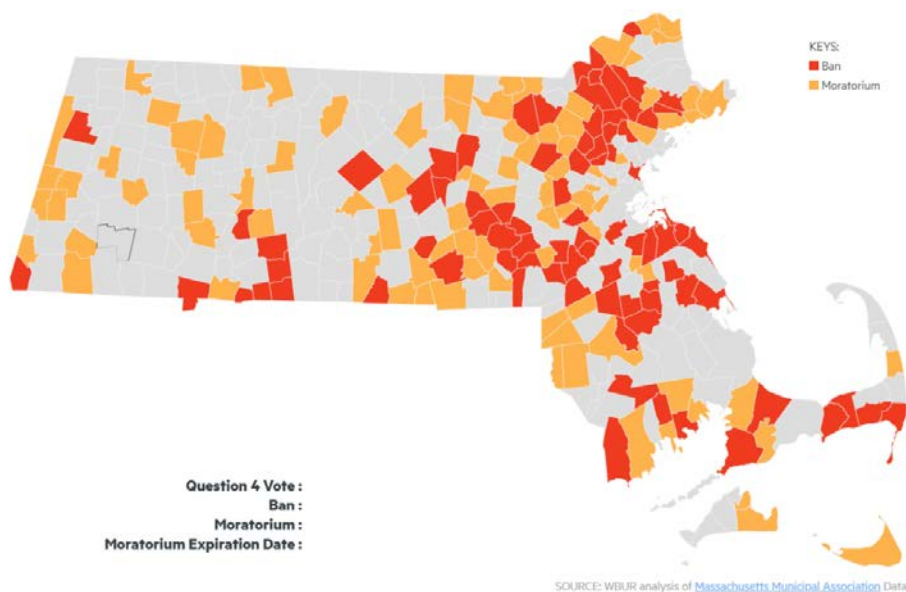 KEYS:
Ban
Moratorium
Question 4 Vote :
Ban :
Moratorium :
Moratorium Expiration Date :
SOURCE: WBUR analysis of Massachusetts Municipal Association Data